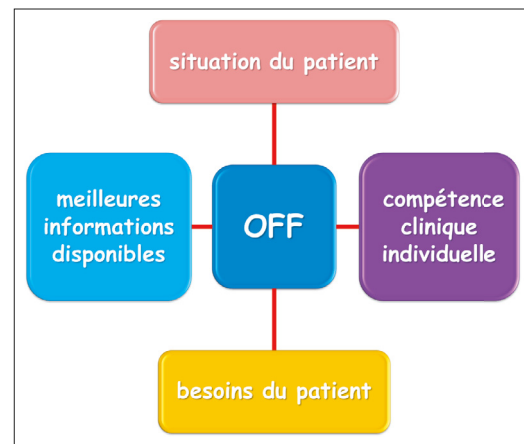 situation du patient
meilleures
informations
disponibles
OFF
compétence
clinique
individuelle
besoins du patient